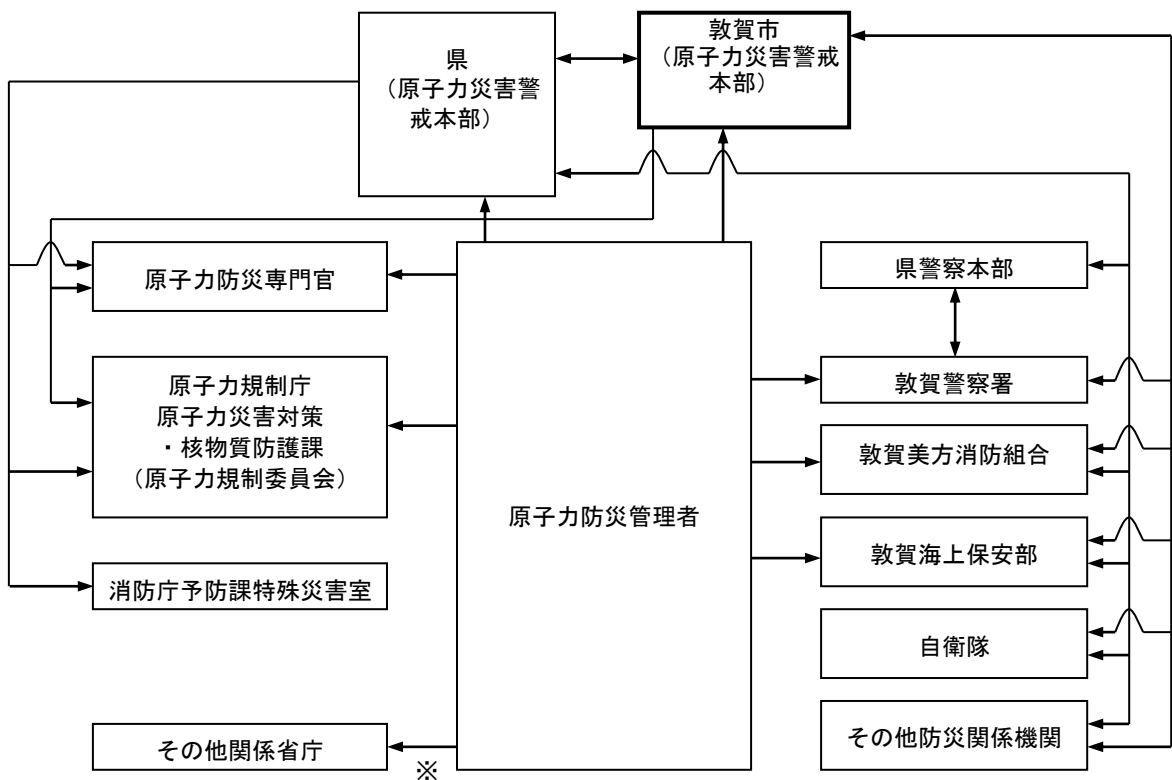 県
（原子力災害警
戒本部）
敦賀市
（原子力災害警戒
本部）
原子力防災専門官
原子力規制庁
原子力災害対策
・核物質防護課
（原子力規制委員会）
消防庁予防課特殊災害室
その他関係省庁
※
原子力防災管理者
県警察本部
敦賀警察署
敦賀美方消防組合
敦賀海上保安部
自衛隊
その他防災関係機関